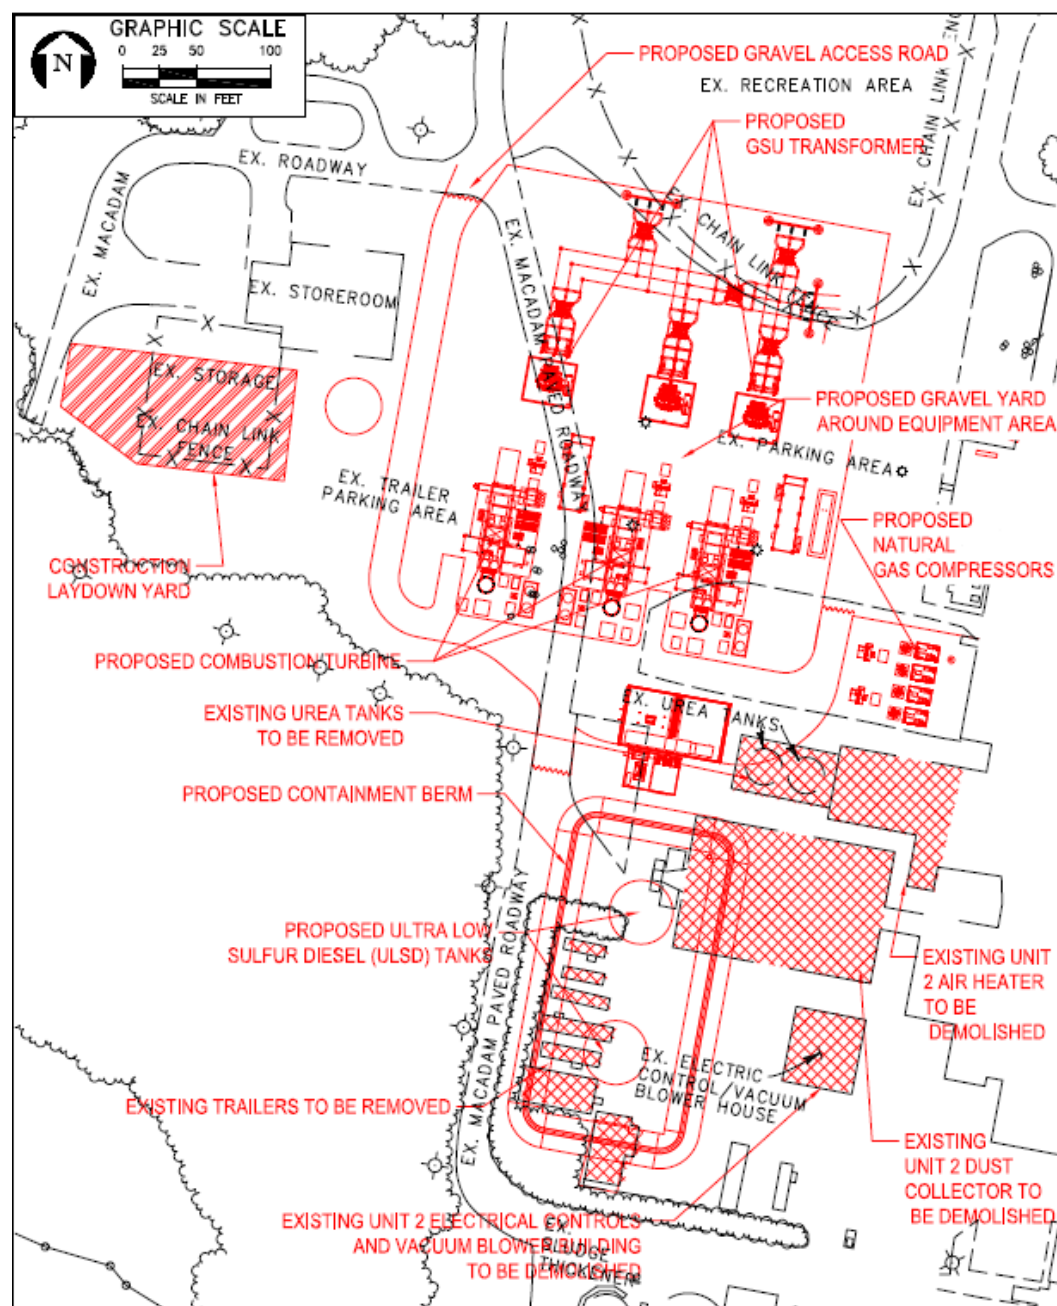 GRAPHIC SCALE
0 25 50 100
SCALE IN FEET
N
PROPOSED GRAVEL ACCESS ROAD
EX. RECREATION AREA
EX. CHAIN LINK FENC
PROPOSED
GSU TRANSFORMER
EX. ROADWAY
EX. MACADAM
EX. CHAIN LINK FENCE
EX. MACADAM PAVED ROADWAY
EX. STOREROOM
EX. STORAGE
EX. CHAIN LINK
FENCE
PROPOSED GRAVEL YARD
AROUND EQUIPMENT AREA
EX. PARKING AREA
EX. TRAILER
PARKING AREA
PROPOSED
NATURAL
GAS COMPRESSORS
CONSTRUCTION
LAYDOWN YARD
PROPOSED COMBUSTION TURBINE
EXISTING UREA TANKS
TO BE REMOVED
EX. UREA TANKS
PROPOSED CONTAINMENT BERM
EX. MACADAM PAVED ROADWAY
PROPOSED ULTRA LOW
SULFUR DIESEL (ULSD) TANKS
EXISTING UNIT
2 AIR HEATER
TO BE
DEMOLISHED
EX. ELECTRIC
CONTROL/VACUUM
BLOWER HOUSE
EXISTING TRAILERS TO BE REMOVED
EXISTING
UNIT 2 DUST
COLLECTOR TO
BE DEMOLISHED
EXISTING UNIT 2 ELECTRICAL CONTROLS
AND VACUUM BLOWER BUILDING
TO BE DEMOLISHED
EX.
SLUDGE
THICKENER